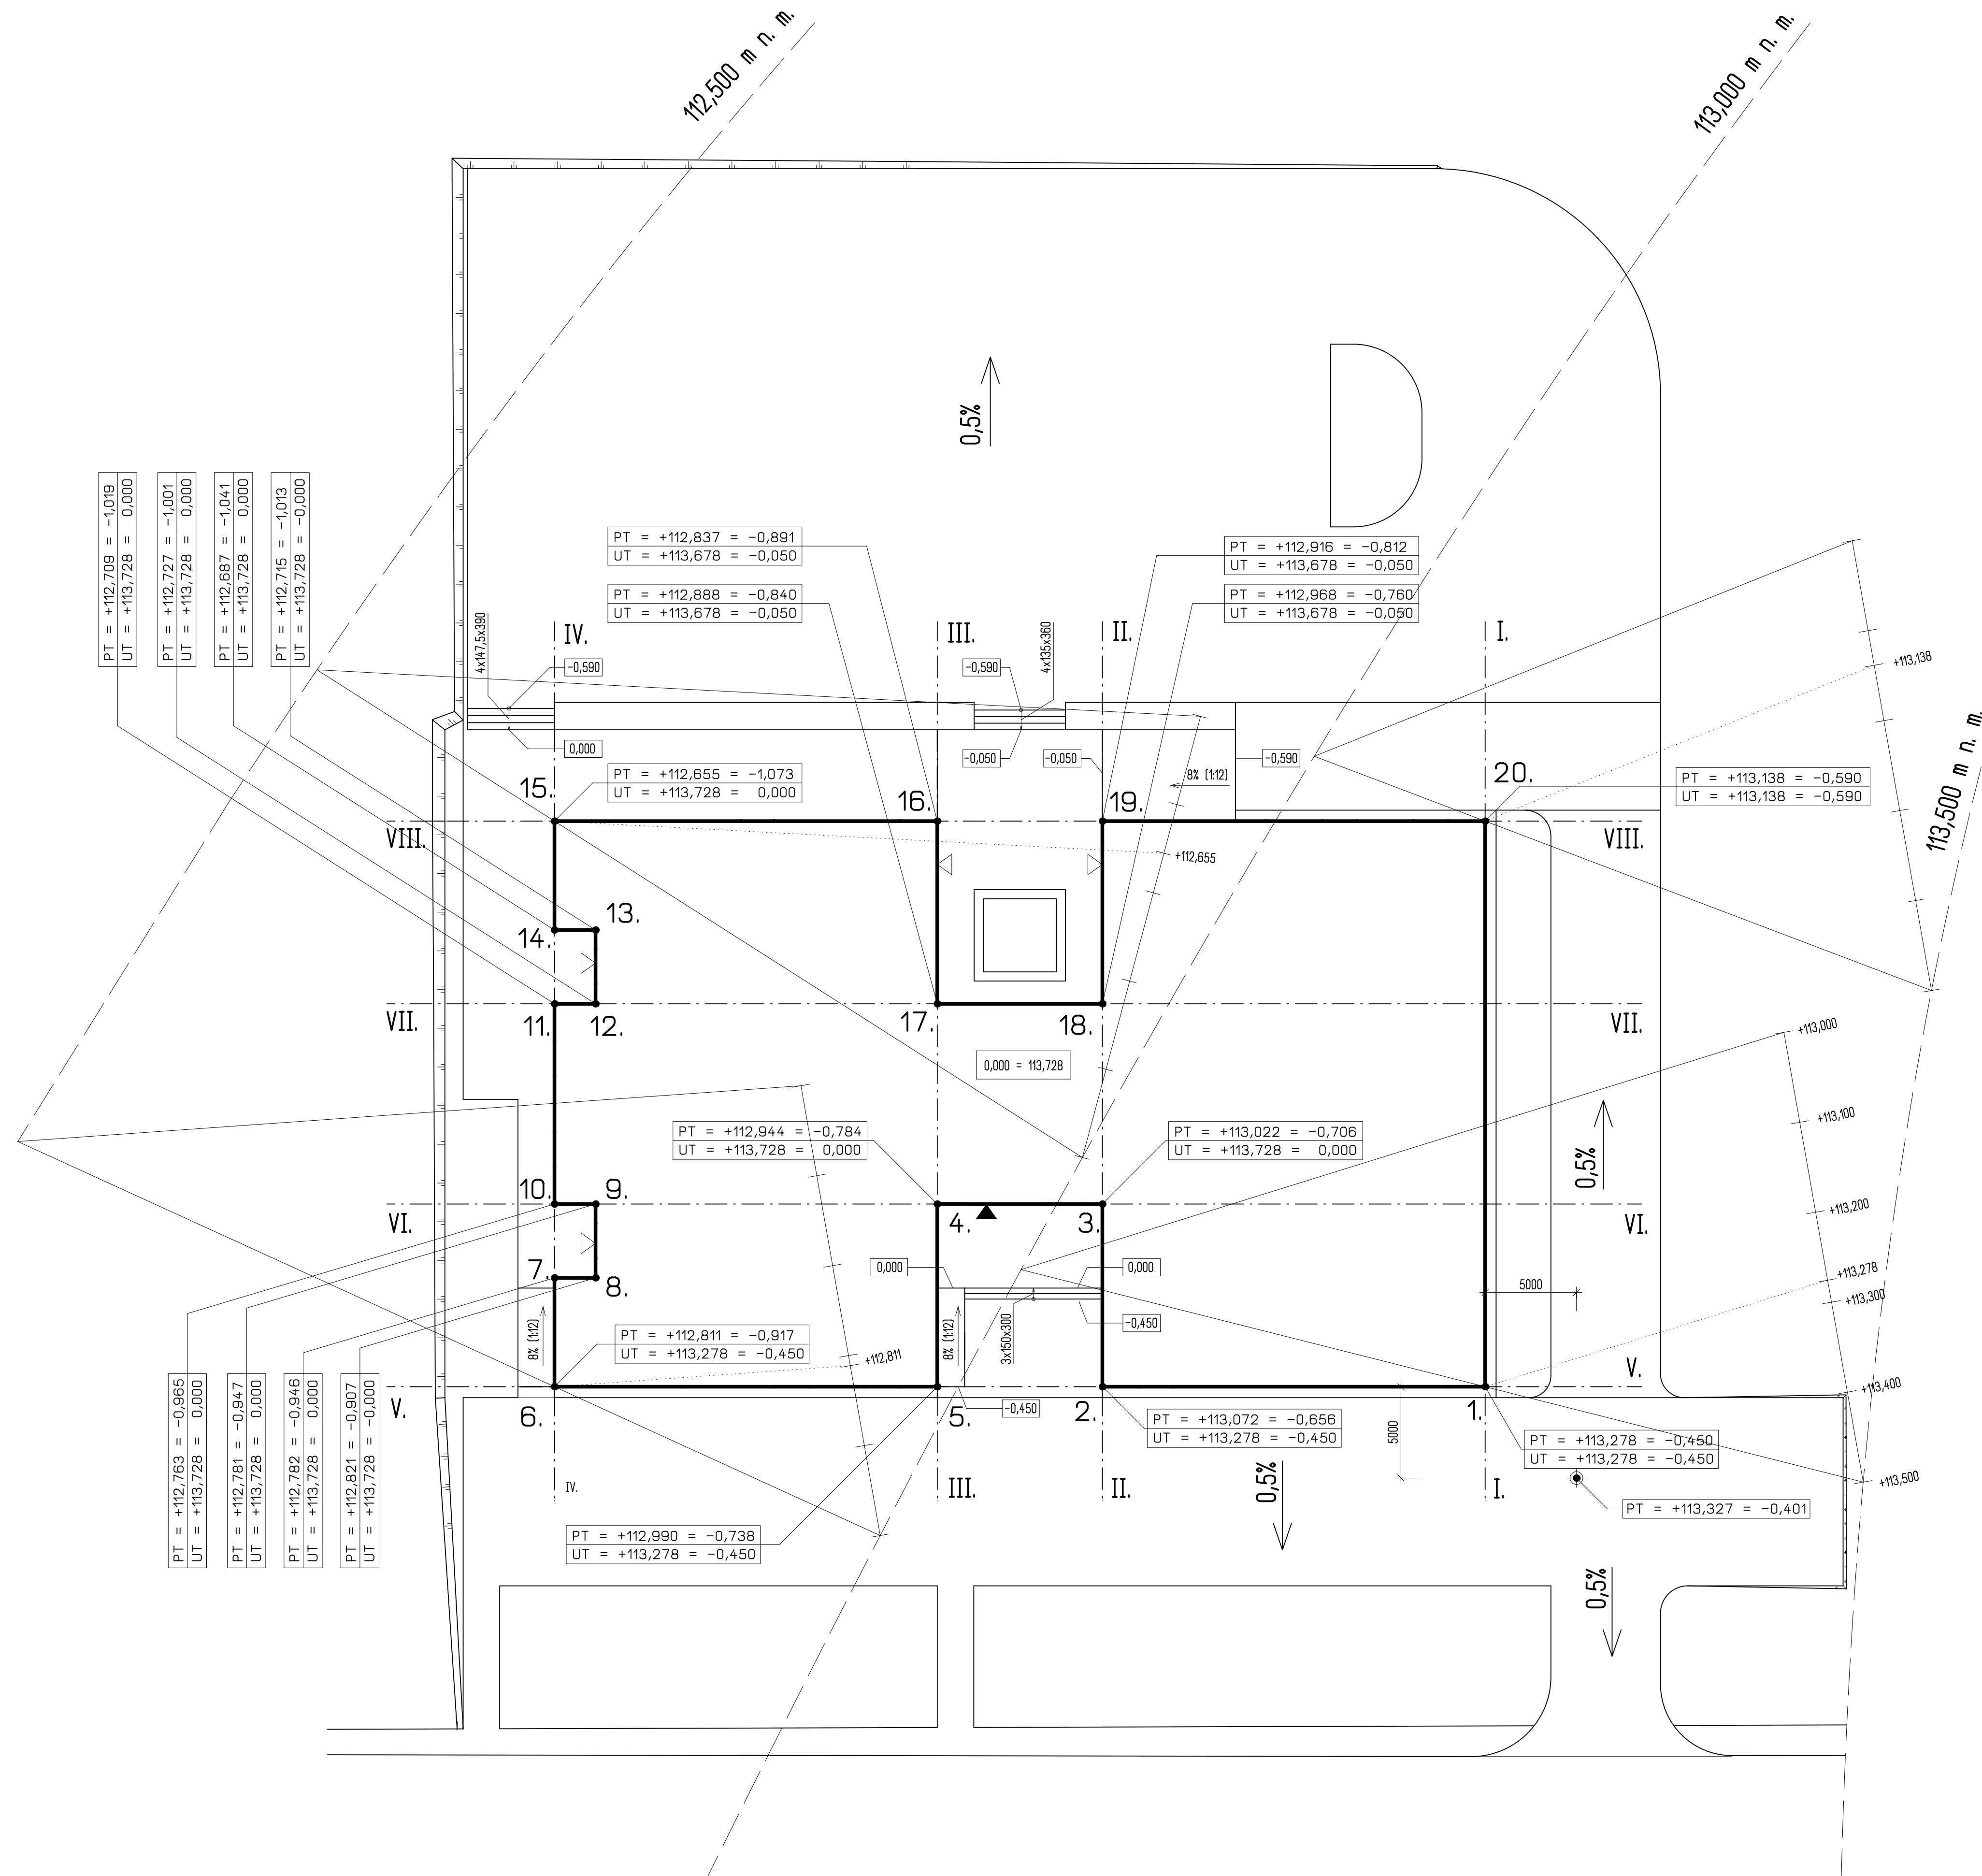 112,500 m n. m.
113,000 m n. m.
0,5%
PT = +112,709 = -1,019
UT = +113,728 = 0,000
PT = +112,727 = -1,001
UT = +113,728 = 0,000
PT = +112,687 = -1,041
UT = +113,728 = 0,000
PT = +112,715 = -1,013
UT = +113,728 = -0,000
PT = +112,837 = -0,891
UT = +113,678 = -0,050
PT = +112,916 = -0,812
UT = +113,678 = -0,050
PT = +112,888 = -0,840
UT = +113,678 = -0,050
PT = +112,968 = -0,760
UT = +113,678 = -0,050
4x147,5x390
IV.
III.
4x135x360
II.
I.
+113,138
-0,590
-0,590
113,500 m n. m.
0,000
-0,050
-0,050
-0,590
8% (1:12)
15.
PT = +112,655 = -1,073
UT = +113,728 = 0,000
16.
19.
20.
PT = +113,138 = -0,590
UT = +113,138 = -0,590
VIII.
VIII.
+112,655
13.
14.
VII.
11.
12.
17.
18.
VII.
+113,000
0,000 = 113,728
+113,100
PT = +112,944 = -0,784
UT = +113,728 = 0,000
PT = +113,022 = -0,706
UT = +113,728 = 0,000
0,5%
10.
9.
+113,200
VI.
4.
3.
VI.
7.
8.
0,000
0,000
+113,278
5000
+113,300
8% (1:12)
PT = +112,811 = -0,917
UT = +113,278 = -0,450
8% (1:12)
3x150x300
-0,450
+112,811
V.
+113,400
V.
6.
5.
-0,450
2.
1.
PT = +113,072 = -0,656
UT = +113,278 = -0,450
5000
PT = +113,278 = -0,450
UT = +113,278 = -0,450
PT = +112,763 = -0,965
UT = +113,728 = 0,000
PT = +112,781 = -0,947
UT = +113,728 = 0,000
PT = +112,782 = -0,946
UT = +113,728 = 0,000
PT = +112,821 = -0,907
UT = +113,728 = -0,000
IV.
III.
II.
0,5%
I.
+113,500
PT = +113,327 = -0,401
PT = +112,990 = -0,738
UT = +113,278 = -0,450
0,5%